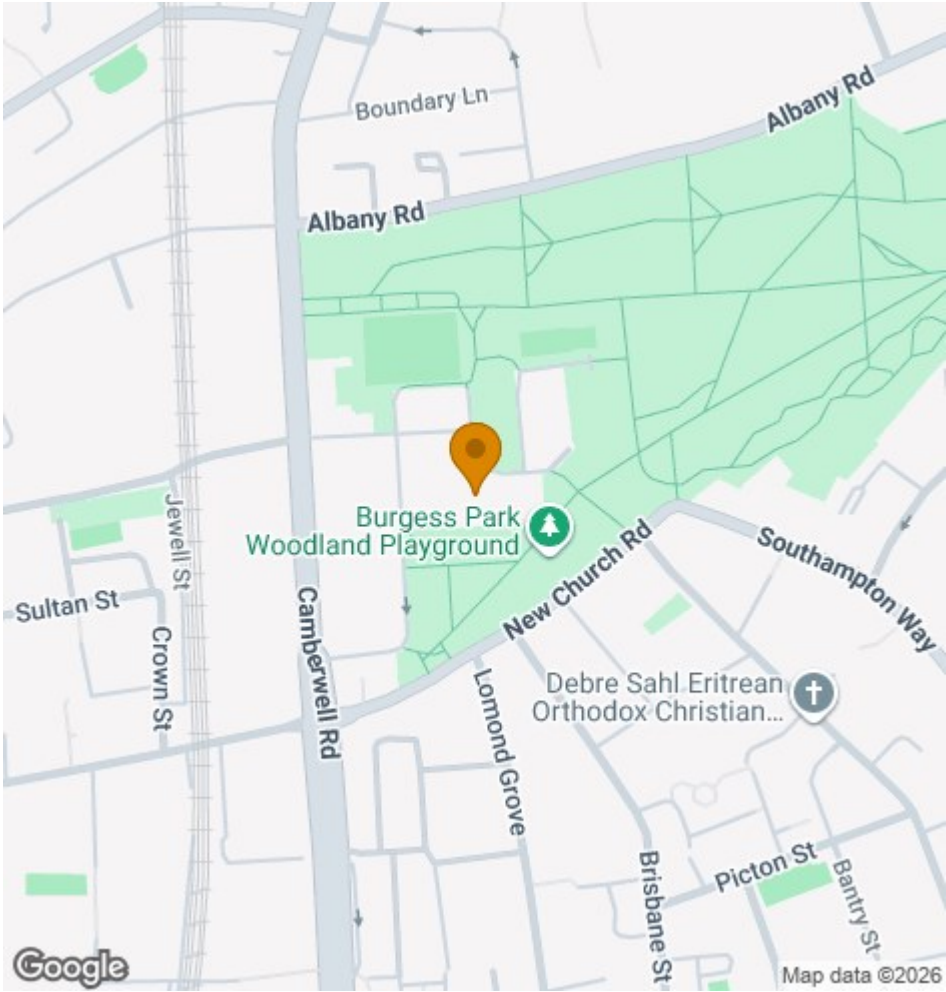 Boundary Ln
Albany Rd
Albany Rd
Burgess Park
Woodland Playground
Jewell St
New Church Rd
Southampton Way
Sultan St
Crown St
Camberwell Rd
Lomond Grove
Debre Sahl Eritrean
Orthodox Christian...
Brisbane St
Picton St
Bantry St
Google
Map data ©2026